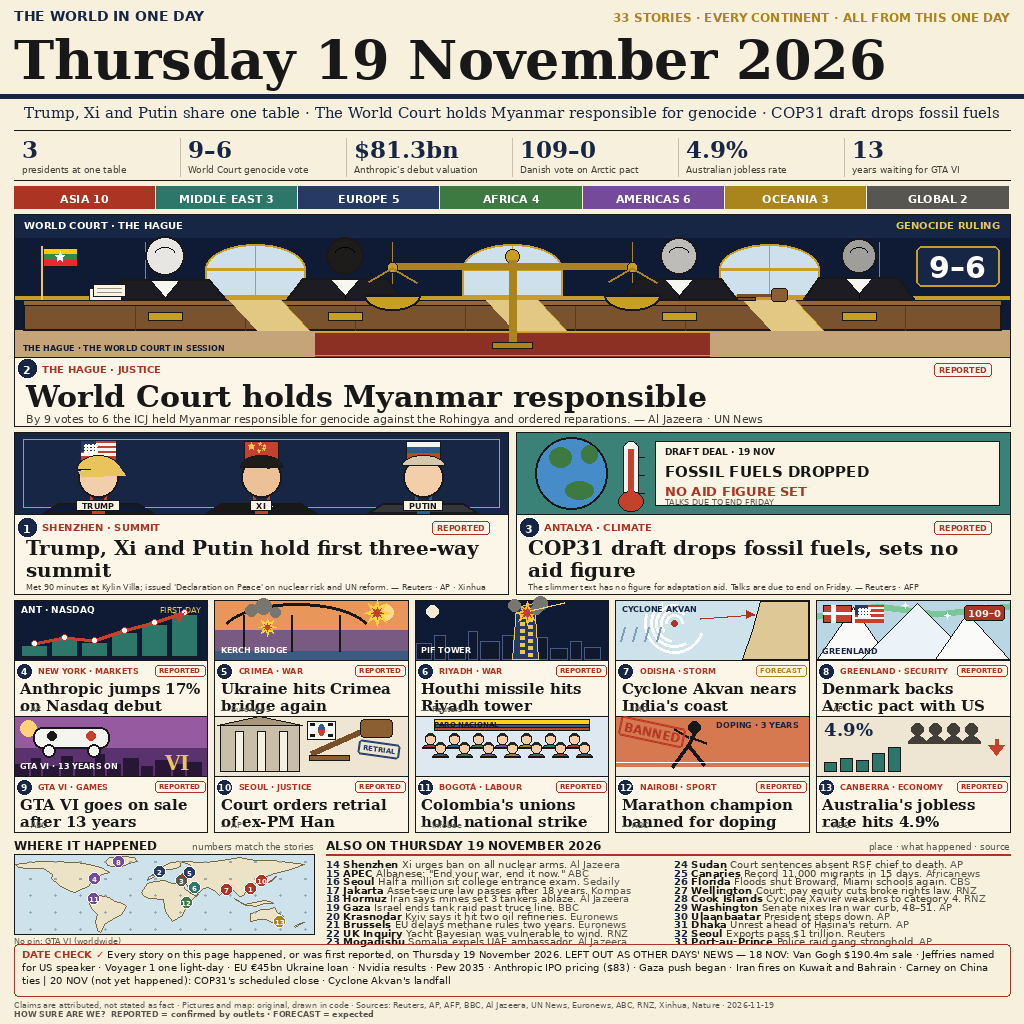 THE WORLD IN ONE DAY
33 STORIES · EVERY CONTINENT · ALL FROM THIS ONE DAY
Thursday 19 November 2026
Trump, Xi and Putin share one table · The World Court holds Myanmar responsible for genocide · COP31 draft drops fossil fuels
3
presidents at one table
9–6
World Court genocide vote
$81.3bn
Anthropic's debut valuation
109–0
Danish vote on Arctic pact
4.9%
Australian jobless rate
13
years waiting for GTA VI
ASIA 10
MIDDLE EAST 3
EUROPE 5
AFRICA 4
AMERICAS 6
OCEANIA 3
GLOBAL 2
WORLD COURT · THE HAGUE
GENOCIDE RULING
9–6
THE HAGUE · THE WORLD COURT IN SESSION
2 THE HAGUE · JUSTICE
REPORTED
World Court holds Myanmar responsible
By 9 votes to 6 the ICJ held Myanmar responsible for genocide against the Rohingya and ordered reparations. — Al Jazeera · UN News
TRUMP
XI
PUTIN
1 SHENZHEN · SUMMIT
REPORTED
Trump, Xi and Putin hold first three-way
summit
Met 90 minutes at Kylin Villa; issued 'Declaration on Peace' on nuclear risk and UN reform. — Reuters · AP · Xinhua
DRAFT DEAL · 19 NOV
FOSSIL FUELS DROPPED
NO AID FIGURE SET
TALKS DUE TO END FRIDAY
3 ANTALYA · CLIMATE
REPORTED
COP31 draft drops fossil fuels, sets no
aid figure
The slimmer text has no figure for adaptation aid. Talks are due to end on Friday. — Reuters · AFP
ANT · NASDAQ
FIRST DAY
4 NEW YORK · MARKETS
REPORTED
Anthropic jumps 17%
on Nasdaq debut
KERCH BRIDGE
5 CRIMEA · WAR
REPORTED
Ukraine hits Crimea
bridge again
PIF TOWER
6 RIYADH · WAR
REPORTED
Houthi missile hits
Riyadh tower
CYCLONE AKVAN
7 ODISHA · STORM
FORECAST
Cyclone Akvan nears
India's coast
109–0
GREENLAND
8 GREENLAND · SECURITY
REPORTED
Denmark backs
Arctic pact with US
GTA VI · 13 YEARS ON
VI
9 GTA VI · GAMES
REPORTED
GTA VI goes on sale
after 13 years
RETRIAL
10 SEOUL · JUSTICE
REPORTED
Court orders retrial
of ex-PM Han
PARO NACIONAL
11 BOGOTÁ · LABOUR
REPORTED
Colombia's unions
hold national strike
BANNED
DOPING · 3 YEARS
12 NAIROBI · SPORT
REPORTED
Marathon champion
banned for doping
4.9%
13 CANBERRA · ECONOMY
REPORTED
Australia's jobless
rate hits 4.9%
WHERE IT HAPPENED
numbers match the stories
8
4
11
2
5
3
6
12
7
1
10
13
No pin: GTA VI (worldwide)
ALSO ON THURSDAY 19 NOVEMBER 2026
place · what happened · source
14 Shenzhen Xi urges ban on all nuclear arms. Al Jazeera
15 APEC Albanese: "End your war, end it now." ABC
16 Seoul Half a million sit college entrance exam. Sedaily
17 Jakarta Asset-seizure law passes after 18 years. Kompas
18 Hormuz Iran says mines set 3 tankers ablaze. Al Jazeera
19 Gaza Israel ends tank raid past truce line. BBC
20 Krasnodar Kyiv says it hit two oil refineries. Euronews
21 Brussels EU delays methane rules two years. Euronews
22 UK Inquiry Yacht Bayesian was vulnerable to wind. RNZ
23 Mogadishu Somalia expels UAE ambassador. Al Jazeera
24 Sudan Court sentences absent RSF chief to death. AP
25 Canaries Record 11,000 migrants in 15 days. Africanews
26 Florida Floods shut Broward, Miami schools again. CBS
27 Wellington Court: pay equity cuts broke rights law. RNZ
28 Cook Islands Cyclone Xavier weakens to category 4. RNZ
29 Washington Senate nixes Iran war curb, 48–51. AP
30 Ulaanbaatar President steps down. AP
31 Dhaka Unrest ahead of Hasina's return. AP
32 Seoul Exports pass $1 trillion. Reuters
33 Port-au-Prince Police raid gang stronghold. AP
DATE CHECK ✓ Every story on this page happened, or was first reported, on Thursday 19 November 2026. LEFT OUT AS OTHER DAYS' NEWS — 18 NOV: Van Gogh $190.4m sale · Jeffries named
for US speaker · Voyager 1 one light-day · EU €45bn Ukraine loan · Nvidia results · Pew 2035 · Anthropic IPO pricing ($83) · Gaza push began · Iran fires on Kuwait and Bahrain · Carney on China
ties | 20 NOV (not yet happened): COP31's scheduled close · Cyclone Akvan's landfall
Claims are attributed, not stated as fact · Pictures and map: original, drawn in code · Sources: Reuters, AP, AFP, BBC, Al Jazeera, UN News, Euronews, ABC, RNZ, Xinhua, Nature · 2026-11-19
HOW SURE ARE WE? REPORTED = confirmed by outlets · FORECAST = expected